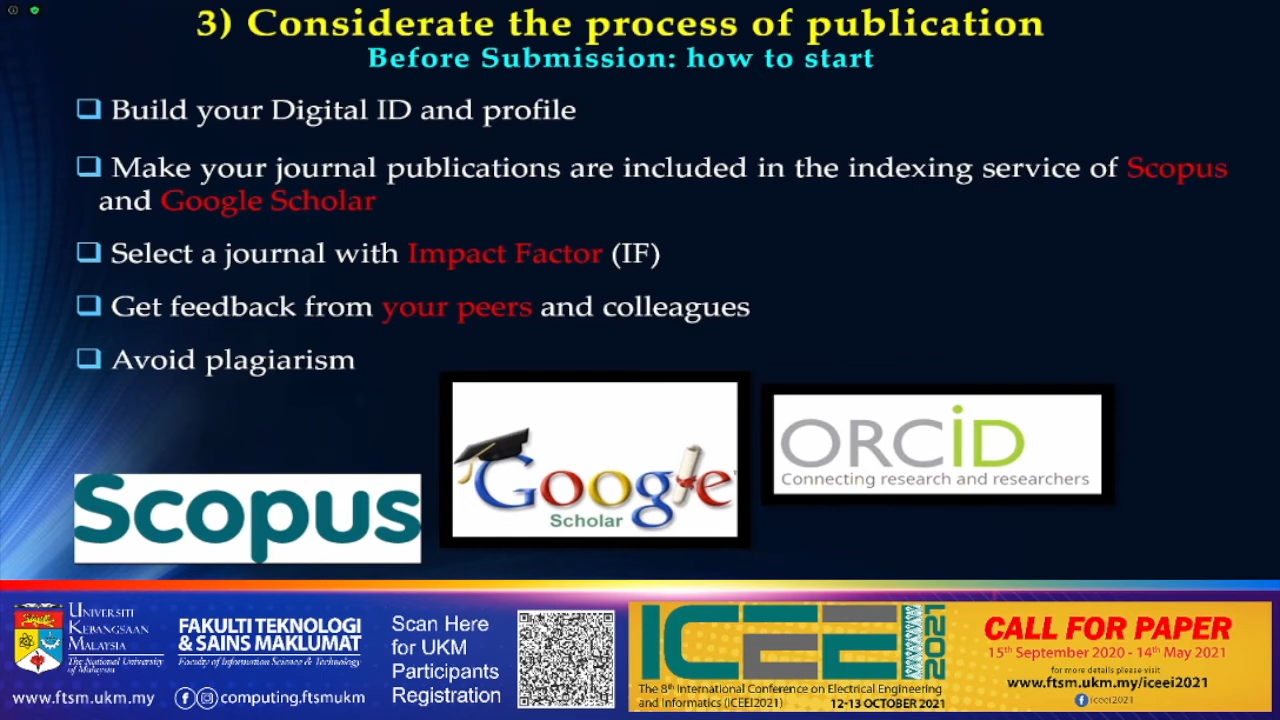 3) Considerate the process of publication
Before Submission: how to start
Build your Digital ID and profile
Make your journal publications are included in the indexing service of Scopus
and Google Scholar
Select a journal with Impact Factor (IF)
Get feedback from your peers and colleagues
Avoid plagiarism
Scopus
Google
Scholar
ORCiD
Connecting research and researchers
UNIVERSITI
KEBANGSAAN
MALAYSIA
The National University
of Malaysia
www.ftsm.ukm.my
FAKULTI TEKNOLOGI
& SAINS MAKLUMAT
Faculty of Information Science & Technology
computing.ftsmukm
Scan Here
for UKM
Participants
Registration
ICEEI 2021
The 8th International Conference on Electrical Engineering
and Informatics (ICEEI2021)
12-13 OCTOBER 2021
CALL FOR PAPER
15th September 2020 - 14th May 2021
for more details please visit
www.ftsm.ukm.my/iceei2021
iceei2021